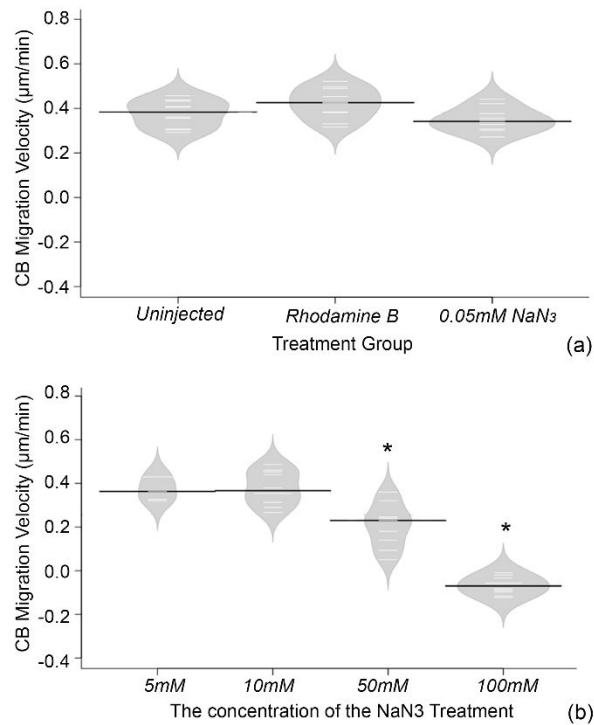 CB Migration Velocity (µm/min)
0.8
0.6
0.4
0.2
0.0
-0.2
-0.4
Uninjected Rhodamine B 0.05mM NaN₃
Treatment Group (a)
CB Migration Velocity (µm/min)
0.8
0.6
0.4
0.2
0.0
-0.2
-0.4
*
*
5mM 10mM 50mM 100mM
The concentration of the NaN3 Treatment (b)